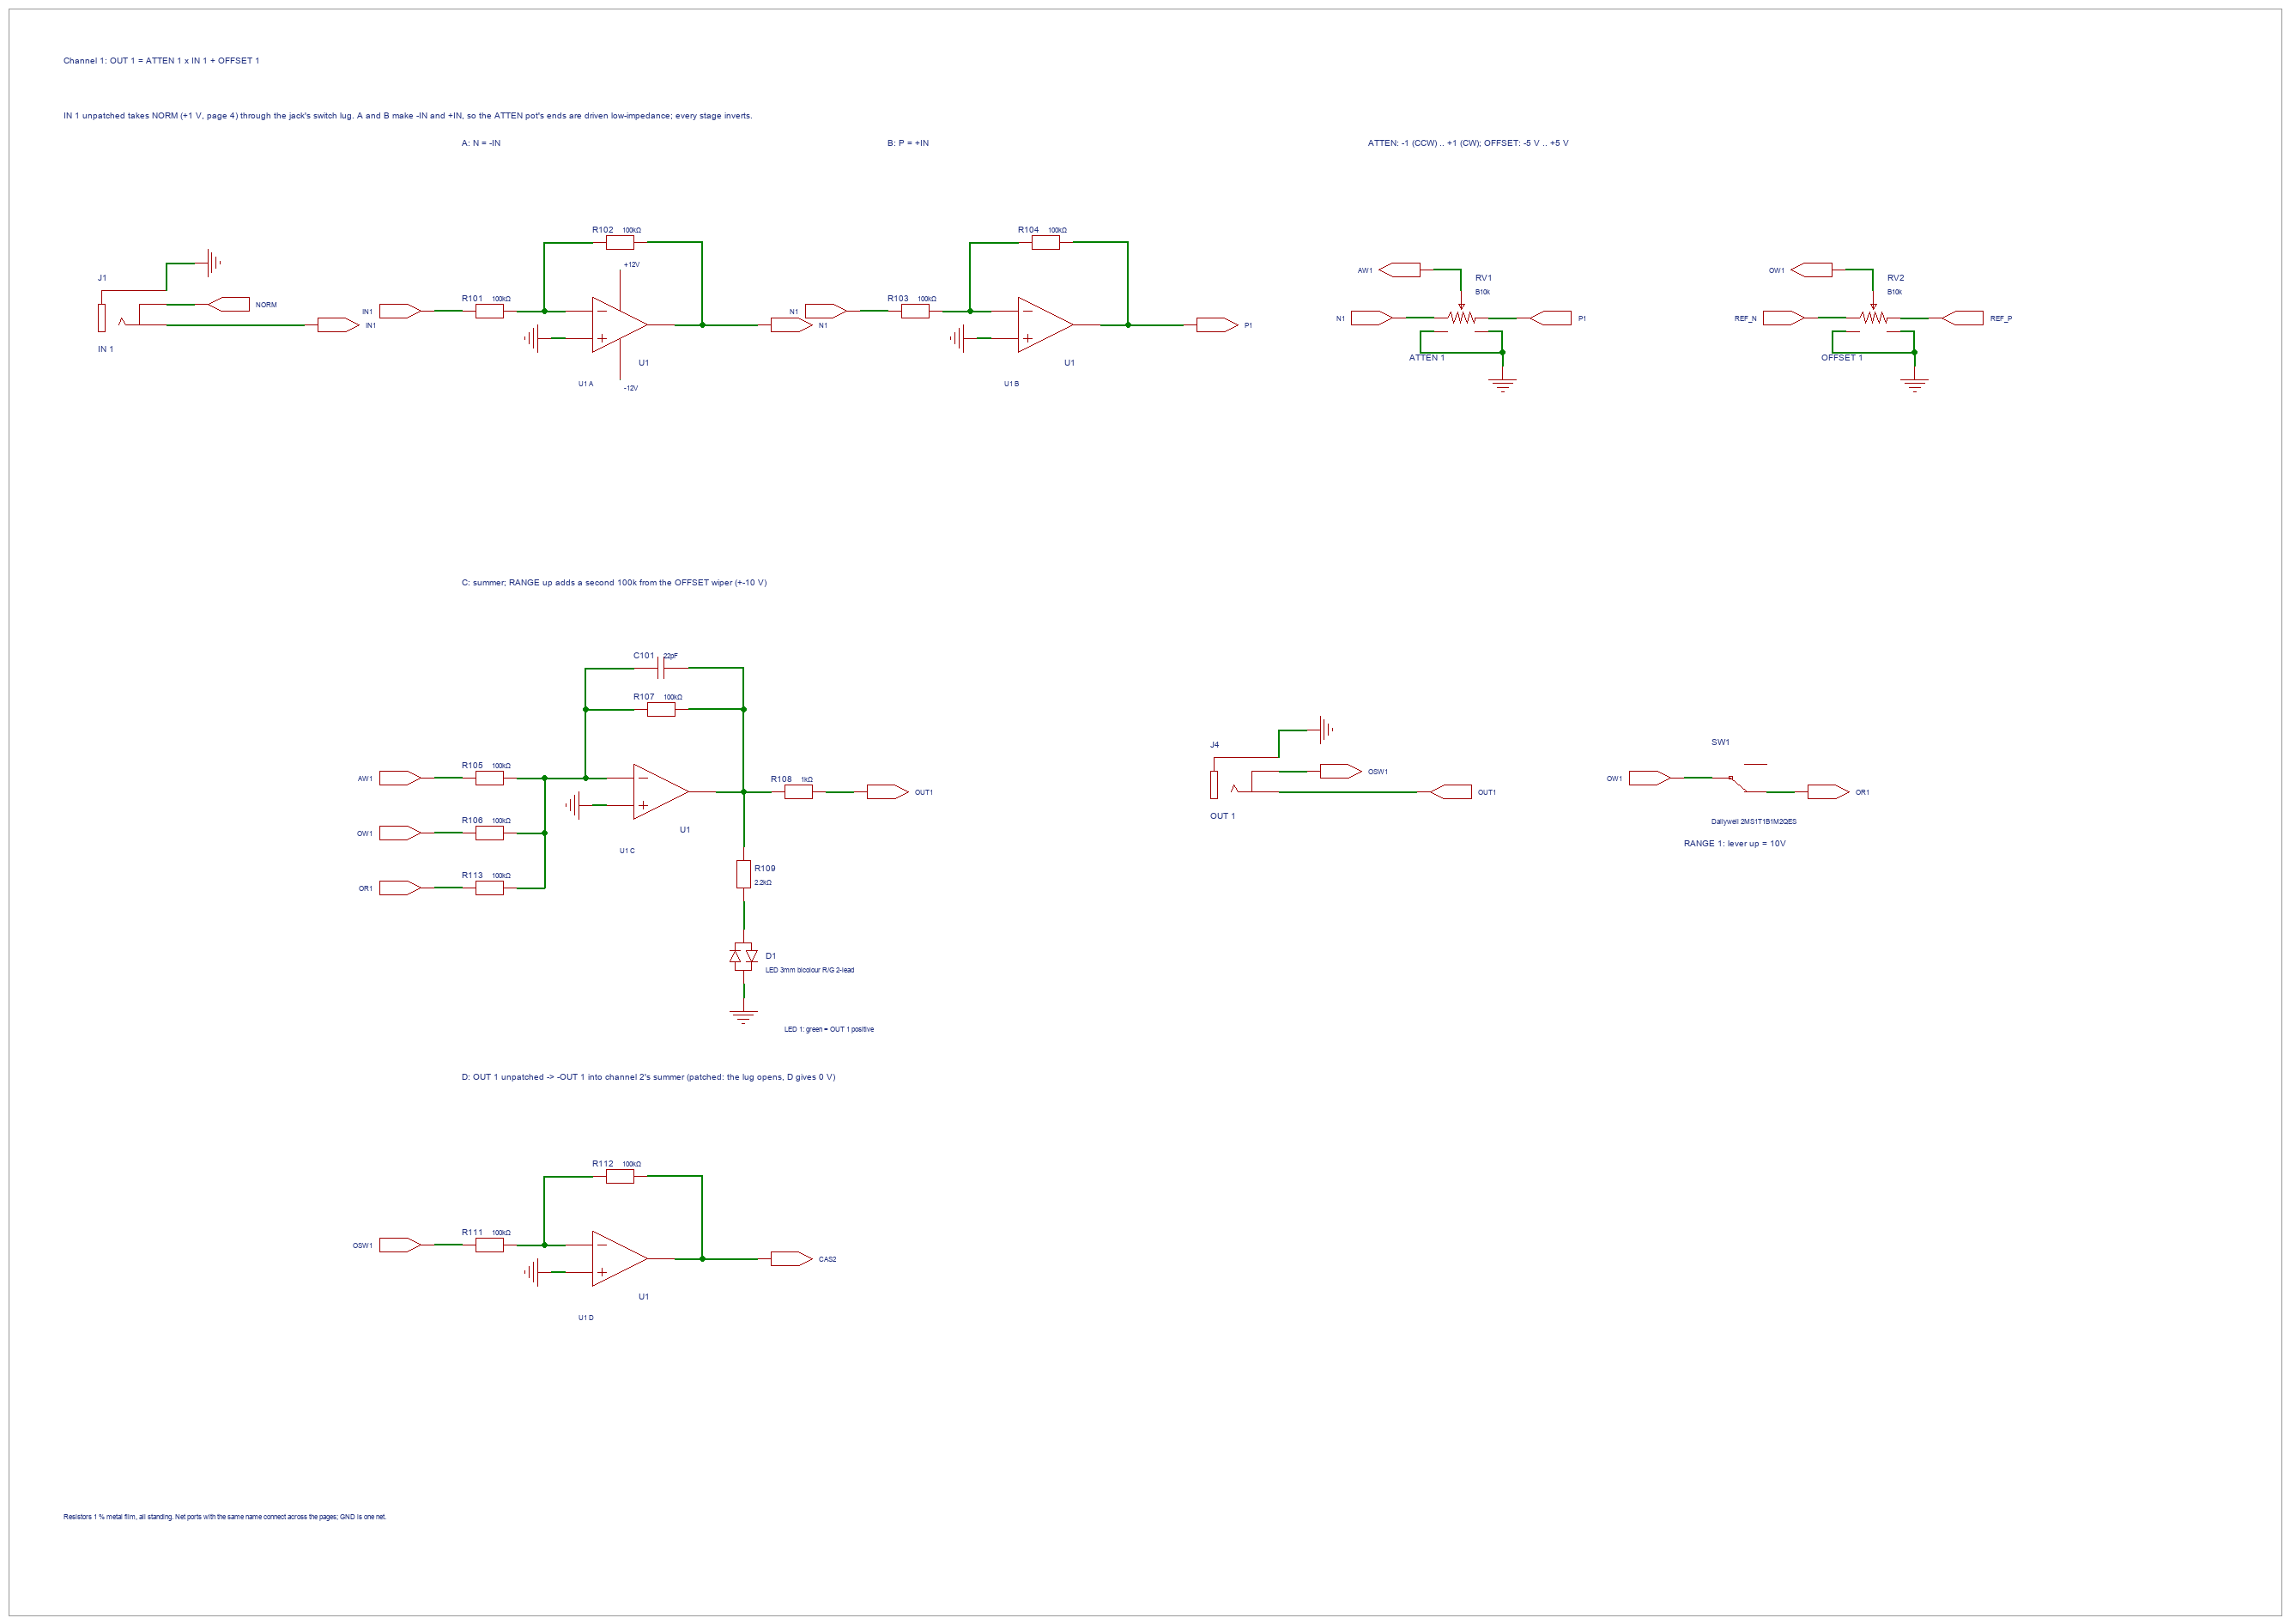 Channel 1: OUT 1 = ATTEN 1 x IN 1 + OFFSET 1
IN 1 unpatched takes NORM (+1 V, page 4) through the jack's switch lug. A and B make -IN and +IN, so the ATTEN pot's ends are driven low-impedance; every stage inverts.
A: N = -IN
B: P = +IN
ATTEN: -1 (CCW) .. +1 (CW); OFFSET: -5 V .. +5 V
J1
NORM
IN1
IN 1
IN1
R101 100kΩ
R102 100kΩ
+12V
-12V
U1
U1 A
N1
N1
R103 100kΩ
R104 100kΩ
U1
U1 B
P1
AW1
RV1
B10k
N1
P1
ATTEN 1
OW1
RV2
B10k
REF_N
REF_P
OFFSET 1
C: summer; RANGE up adds a second 100k from the OFFSET wiper (+-10 V)
C101 22pF
R107 100kΩ
AW1
R105 100kΩ
OW1
R106 100kΩ
OR1
R113 100kΩ
U1
U1 C
R108 1kΩ
OUT1
R109
2.2kΩ
D1
LED 3mm bicolour R/G 2-lead
LED 1: green = OUT 1 positive
J4
OSW1
OUT1
OUT 1
SW1
OW1
OR1
Dailywell 2MS1T1B1M2QES
RANGE 1: lever up = 10V
D: OUT 1 unpatched -> -OUT 1 into channel 2's summer (patched: the lug opens, D gives 0 V)
R112 100kΩ
OSW1
R111 100kΩ
U1
U1 D
CAS2
Resistors 1 % metal film, all standing. Net ports with the same name connect across the pages; GND is one net.